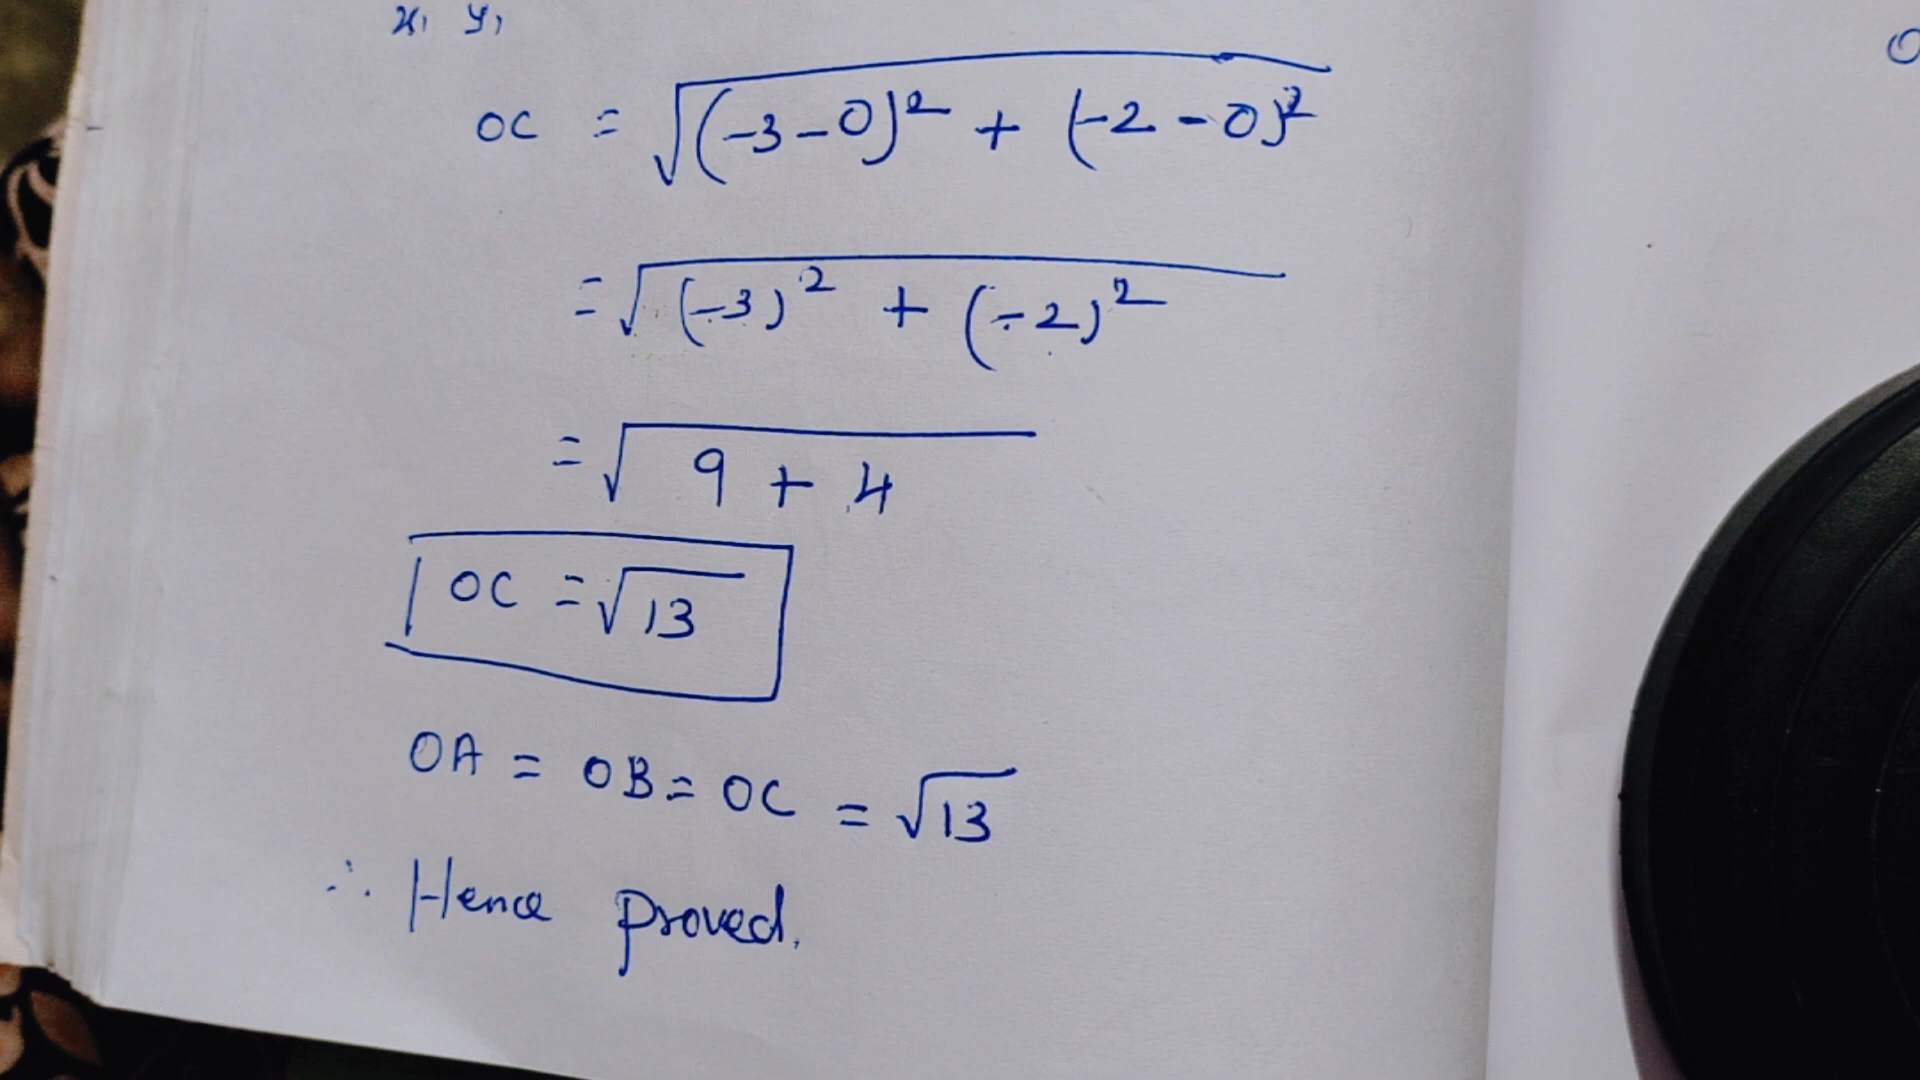 x₁ y₁
OC = √(-3-0)² + (-2-0)²
= √(-3)² + (-2)²
= √9 + 4
OC = √13
OA = OB = OC = √13
∴ Hence proved.